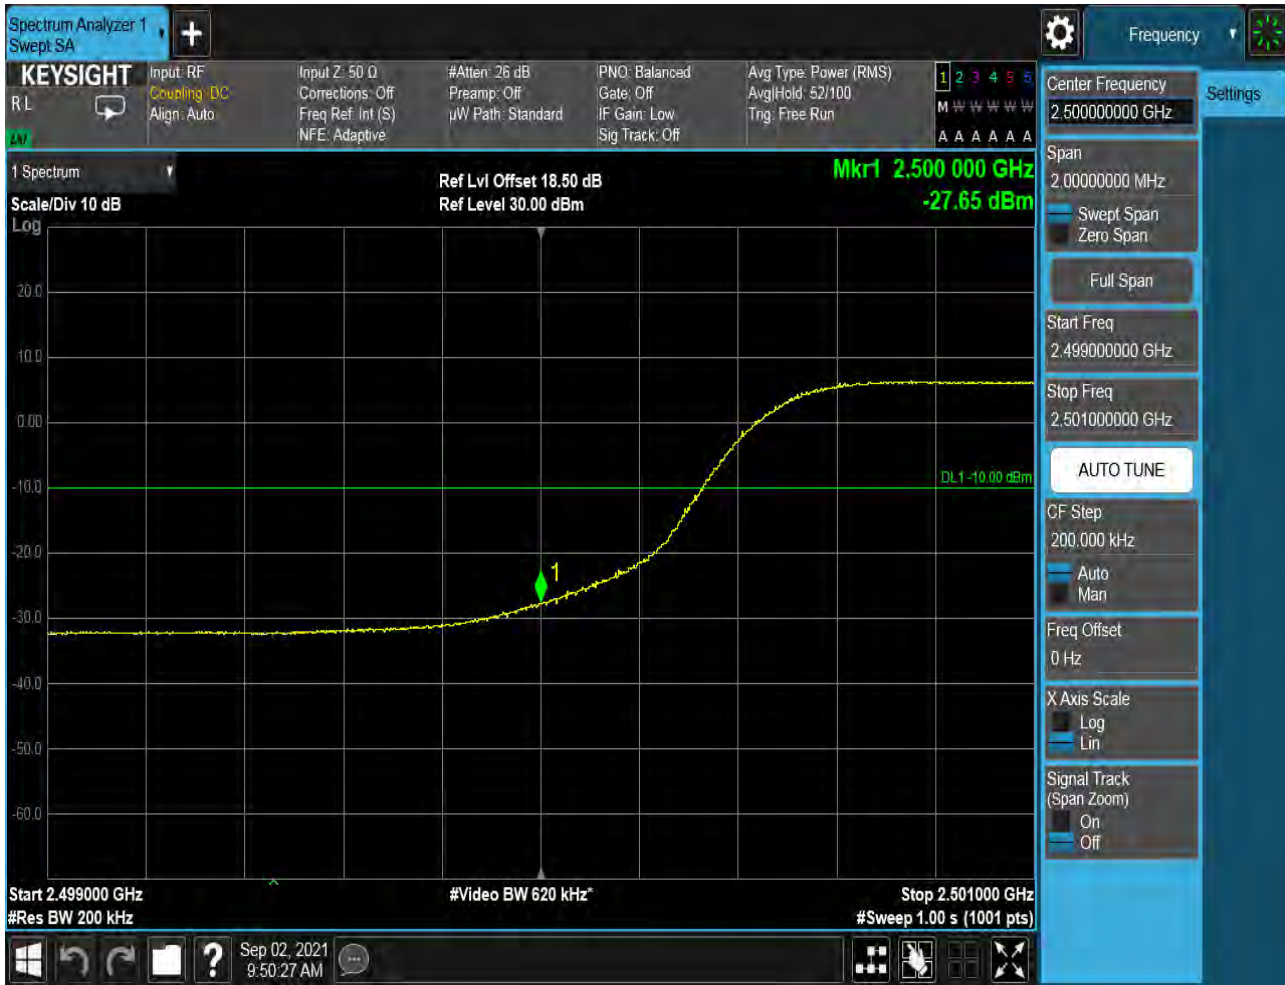 Spectrum Analyzer 1
Swept SA
Frequency
KEYSIGHT
R L
LNI
Input: RF
Coupling: DC
Align: Auto
Input Z: 50 Ω
Corrections: Off
Freq Ref: Int (S)
NFE: Adaptive
#Atten: 26 dB
Preamp: Off
µW Path: Standard
PNO: Balanced
Gate: Off
IF Gain: Low
Sig Track: Off
Avg Type: Power (RMS)
Avg|Hold: 52/100
Trig: Free Run
1 2 3 4 5 6
M W W W W W
A A A A A A
1 Spectrum
Scale/Div 10 dB
Log
Ref Lvl Offset 18.50 dB
Ref Level 30.00 dBm
Mkr1 2.500 000 GHz
-27.65 dBm
20.0
10.0
0.00
-10.0
-20.0
-30.0
-40.0
-50.0
-60.0
DL1 -10.00 dBm
1
Start 2.499000 GHz
#Res BW 200 kHz
#Video BW 620 kHz*
Stop 2.501000 GHz
#Sweep 1.00 s (1001 pts)
?
Sep 02, 2021
9:50:27 AM
Center Frequency
2.500000000 GHz
Settings
Span
2.00000000 MHz
Swept Span
Zero Span
Full Span
Start Freq
2.499000000 GHz
Stop Freq
2.501000000 GHz
AUTO TUNE
CF Step
200.000 kHz
Auto
Man
Freq Offset
0 Hz
X Axis Scale
Log
Lin
Signal Track
(Span Zoom)
On
Off